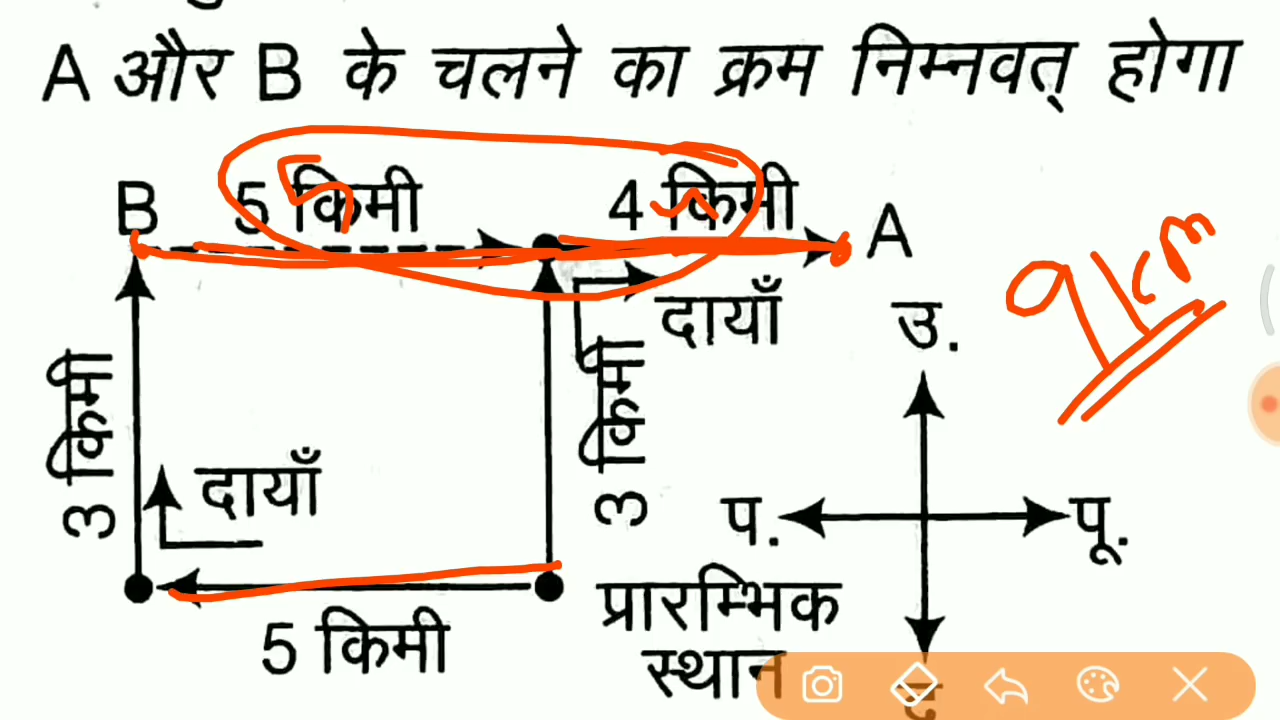 A और B के चलने का क्रम निम्नवत् होगा
B 5 किमी 4 किमी A
9km
दायाँ
उ.
3 किमी
3 किमी
दायाँ
प. पू.
5 किमी
प्रारम्भिक
स्थान